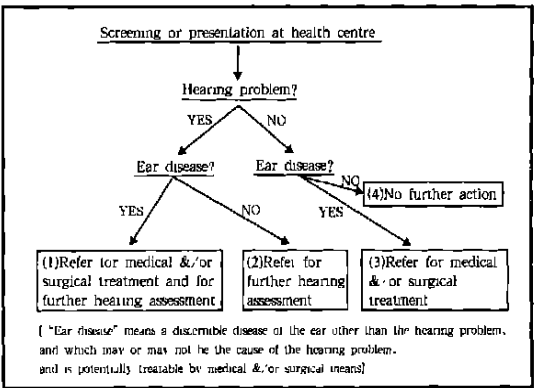 Screening or presentation at health centre
Hearing problem?
YES
NO
Ear disease?
Ear disease?
NO
(4)No further action
YES
NO
YES
(1)Refer for medical &/or
surgical treatment and for
further hearing assessment
(2)Refer for
further hearing
assessment
(3)Refer for medical
&/or surgical
treatment
[ "Ear disease" means a discernible disease of the ear other than the hearing problem,
and which may or may not be the cause of the hearing problem,
and is potentially treatable by medical &/or surgical means]